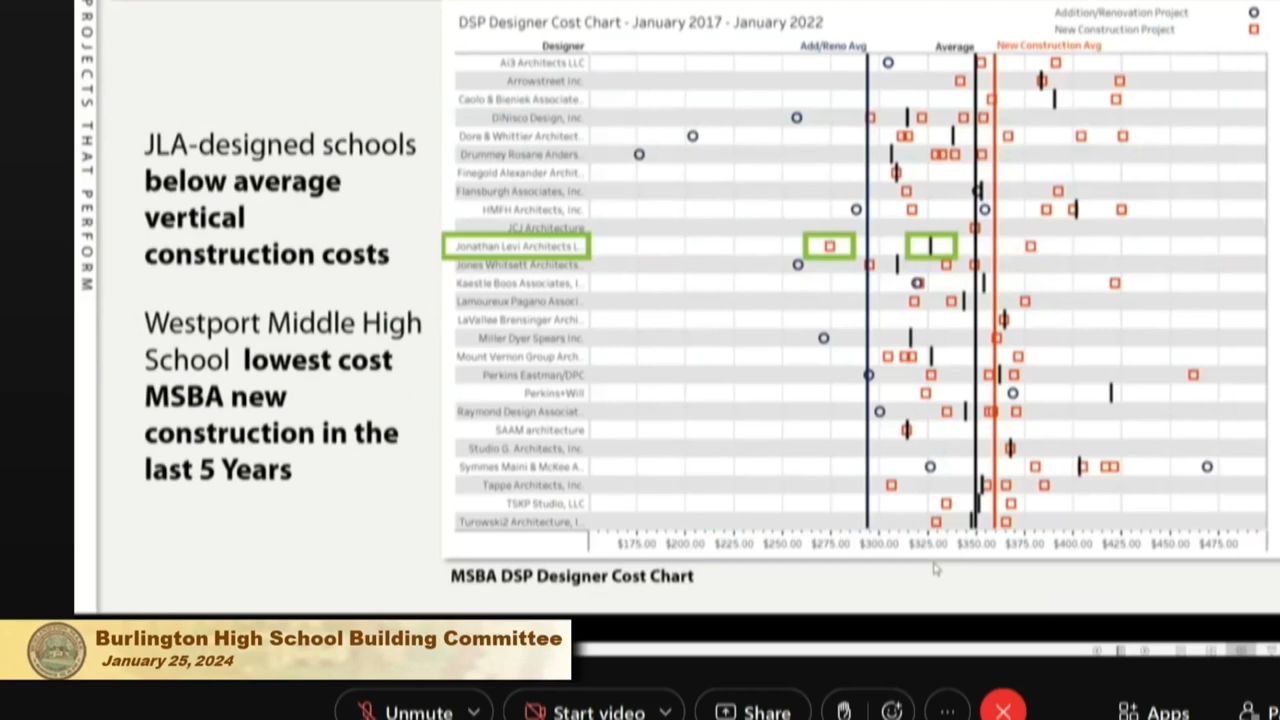 PROJECTS THAT PERFORM
JLA-designed schools
below average
vertical
construction costs
Westport Middle High
School lowest cost
MSBA new
construction in the
last 5 Years
DSP Designer Cost Chart - January 2017 - January 2022
Addition/Renovation Project
New Construction Project
Designer
Add/Reno Avg
Average
New Construction Avg
Ai3 Architects LLC
Arrowstreet Inc.
Caolo & Bieniek Associate..
DiNisco Design, Inc.
Dore & Whittier Architect..
Drummey Rosane Anders..
Finegold Alexander Archit..
Flansburgh Associates, Inc.
HMFH Architects, Inc.
JCJ Architecture
Jonathan Levi Architects L..
Jones Whitsett Architects..
Kaestle Boos Associates, I..
Lamoureux Pagano Associ..
LaVallee Brensinger Archi..
Miller Dyer Spears Inc.
Mount Vernon Group Arch..
Perkins Eastman/DPC
Perkins+Will
Raymond Design Associat..
SAAM architecture
Studio G. Architects, Inc.
Symmes Maini & McKee A..
Tappe Architects, Inc.
TSKP Studio, LLC
Turowski2 Architecture, I..
$175.00 $200.00 $225.00 $250.00 $275.00 $300.00 $325.00 $350.00 $375.00 $400.00 $425.00 $450.00 $475.00
MSBA DSP Designer Cost Chart
Burlington High School Building Committee
January 25, 2024
Unmute
Start video
Share
Apps